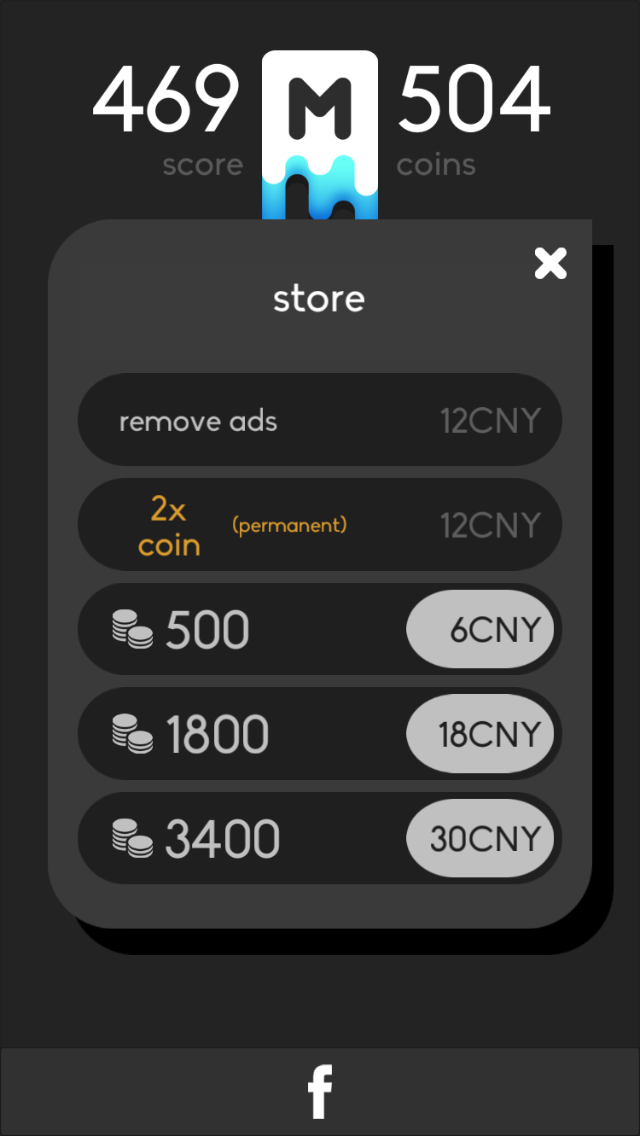 469 M 504
score coins
store
remove ads 12CNY
2x
coin (permanent) 12CNY
500 6CNY
1800 18CNY
3400 30CNY
f